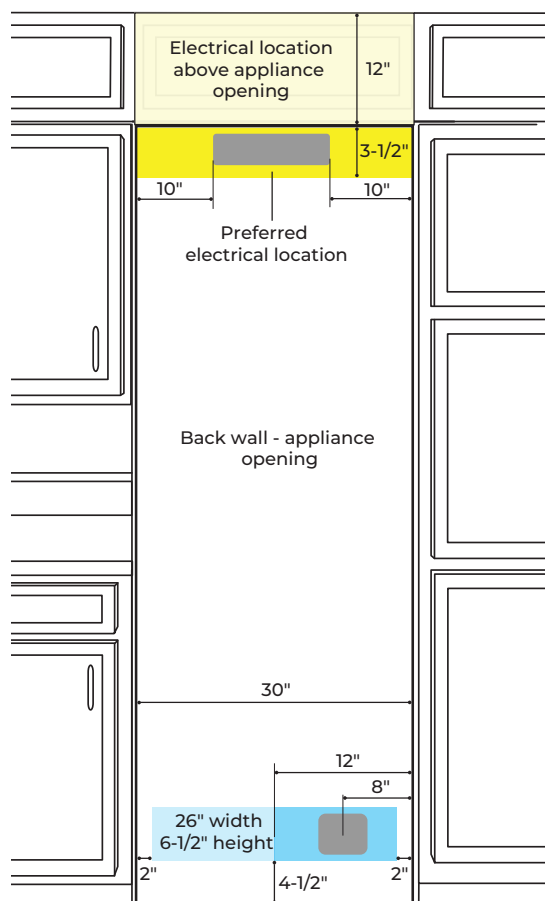 Electrical location
above appliance
opening
12"
3-1/2"
10"
10"
Preferred
electrical location
Back wall - appliance
opening
30"
12"
8"
26" width
6-1/2" height
2"
2"
4-1/2"